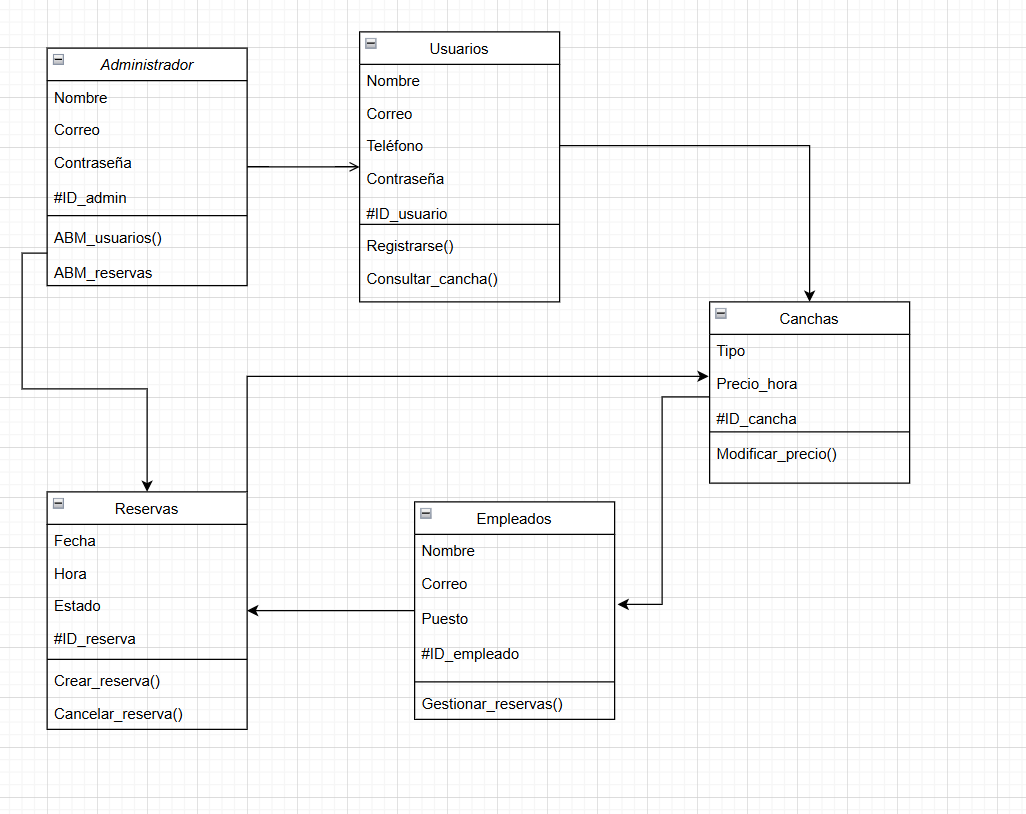 Administrador
Nombre
Correo
Contraseña
#ID_admin
ABM_usuarios()
ABM_reservas
Usuarios
Nombre
Correo
Teléfono
Contraseña
#ID_usuario
Registrarse()
Consultar_cancha()
Canchas
Tipo
Precio_hora
#ID_cancha
Modificar_precio()
Reservas
Fecha
Hora
Estado
#ID_reserva
Crear_reserva()
Cancelar_reserva()
Empleados
Nombre
Correo
Puesto
#ID_empleado
Gestionar_reservas()